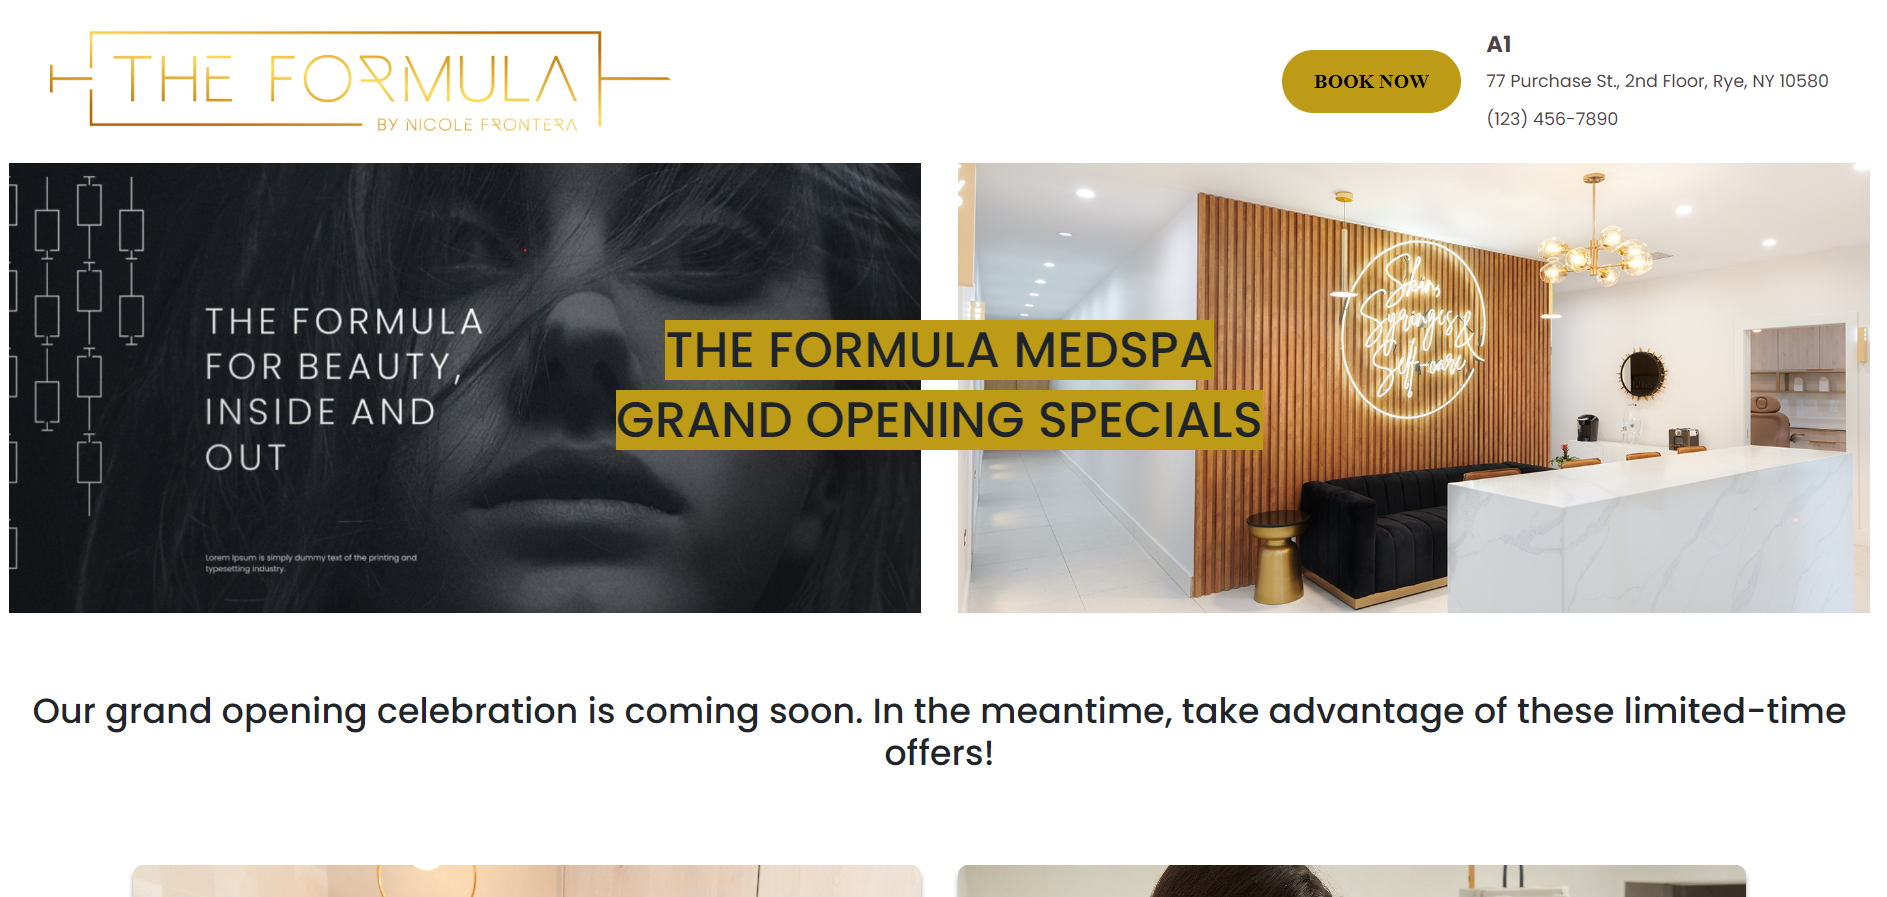 THE FORMULA
BY NICOLE FRONTERA
BOOK NOW
A1
77 Purchase St., 2nd Floor, Rye, NY 10580
(123) 456-7890
THE FORMULA
FOR BEAUTY,
INSIDE AND
OUT
Lorem Ipsum is simply dummy text of the printing and
typesetting industry.
THE FORMULA MEDSPA
GRAND OPENING SPECIALS
Skin,
Syringes &
Self-care
Our grand opening celebration is coming soon. In the meantime, take advantage of these limited-time
offers!